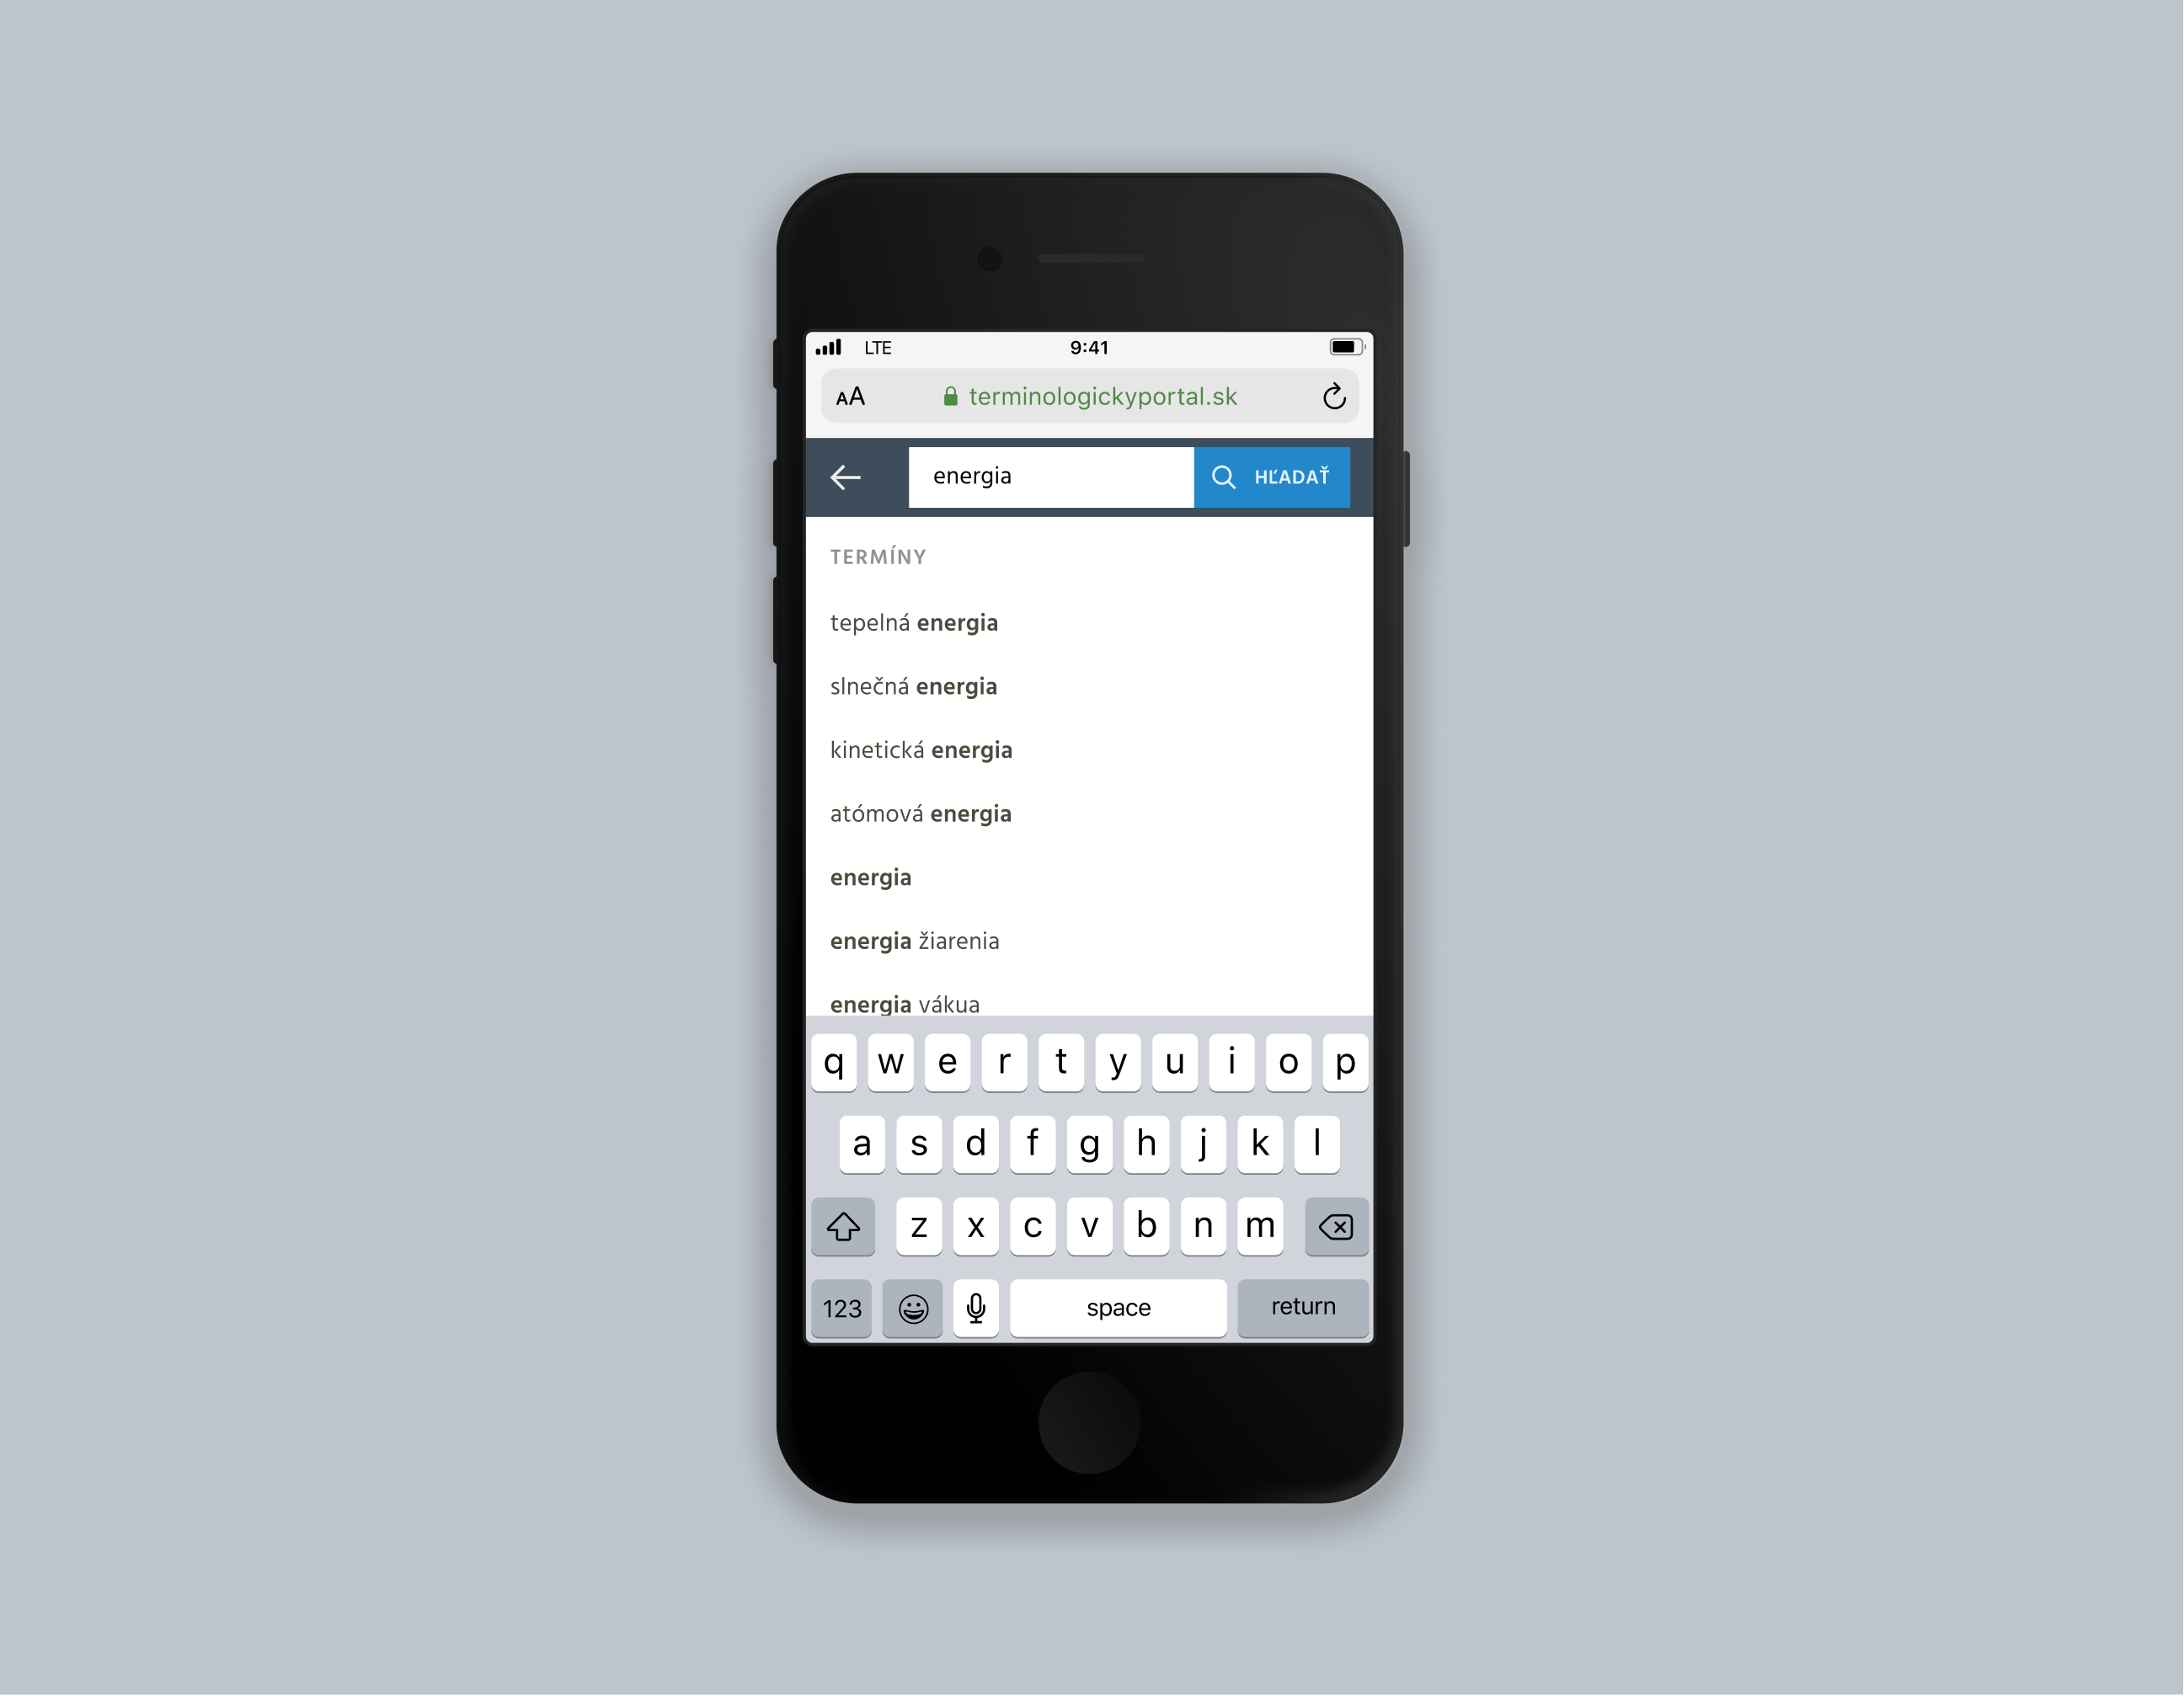 LTE 9:41
AA terminologickyportal.sk
energia HĽADAŤ
TERMÍNY
tepelná energia
slnečná energia
kinetická energia
atómová energia
energia
energia žiarenia
energia vákua
q w e r t y u i o p
a s d f g h j k l
z x c v b n m
123 space return